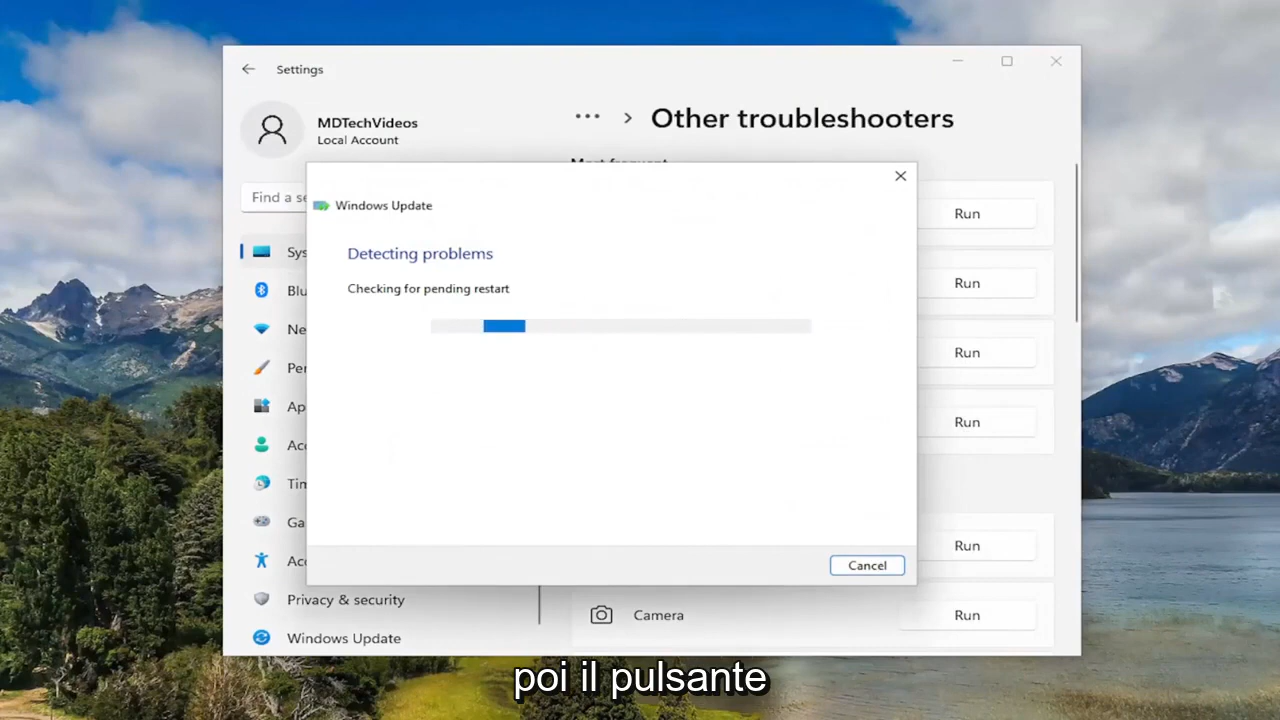 Settings
MDTechVideos
Local Account
... > Other troubleshooters
Most frequent
Find a se
Windows Update
Detecting problems
Checking for pending restart
Cancel
Sys
Blu
Ne
Per
Ap
Acc
Tim
Ga
Acc
Privacy & security
Windows Update
Run
Run
Run
Run
Run
Camera
Run
poi il pulsante